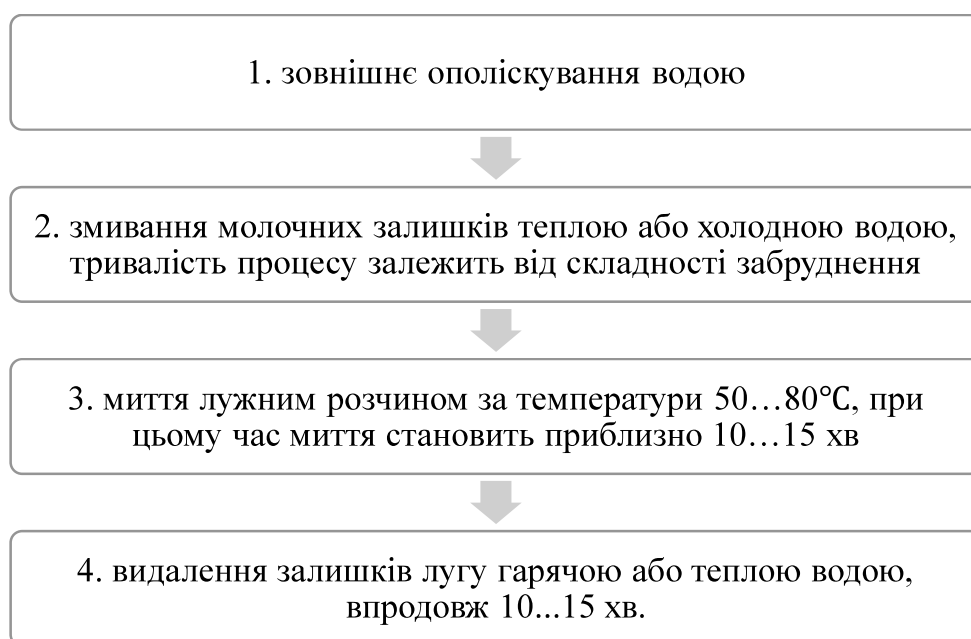 1. зовнішнє ополіскування водою
2. змивання молочних залишків теплою або холодною водою,
тривалість процесу залежить від складності забруднення
3. миття лужним розчином за температури 50…80℃, при
цьому час миття становить приблизно 10…15 хв
4. видалення залишків лугу гарячою або теплою водою,
впродовж 10...15 хв.